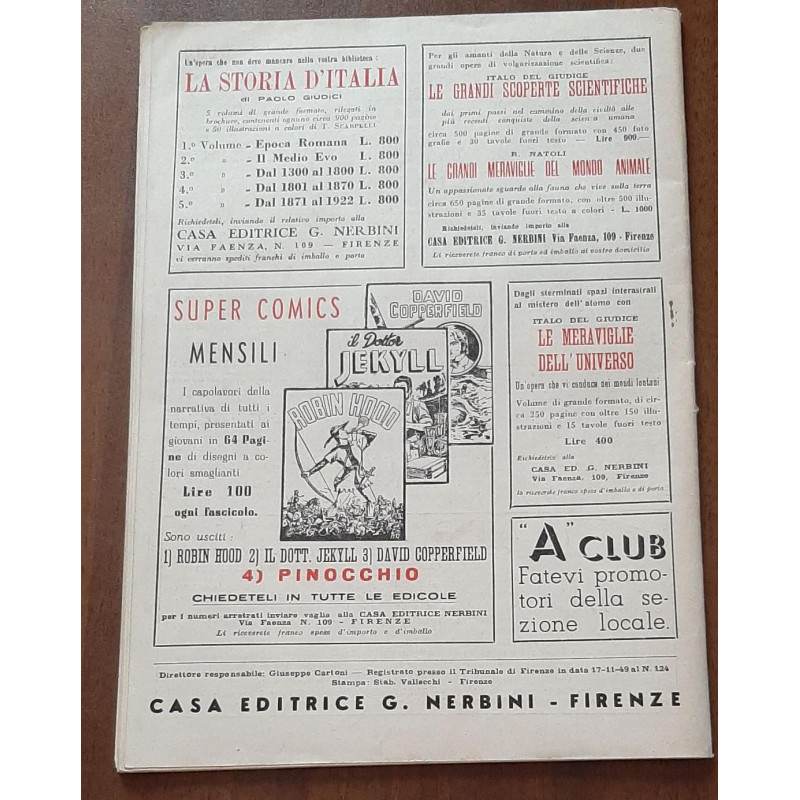 Un'opera che non deve mancare nella vostra biblioteca :
LA STORIA D'ITALIA
di PAOLO GIUDICI
5 volumi di grande formato, rilegati in
brochure, contenenti ognuno circa 900 pagine
e 50 illustrazioni a colori di T. SCARPELLI
1.º Volume - Epoca Romana L. 800
2.º » - Il Medio Evo L. 800
3.º » - Dal 1300 al 1800 L. 800
4.º » - Dal 1801 al 1870 L. 800
5.º » - Dal 1871 al 1922 L. 800
Richiedeteli, inviando il relativo importo alla
CASA EDITRICE G. NERBINI
VIA FAENZA, N. 109 — FIRENZE
vi verranno spediti franchi di imballo e porto
Per gli amanti della Natura e delle Scienze, due
grandi opere di volgarizzazione scientifica:
ITALO DEL GIUDICE
LE GRANDI SCOPERTE SCIENTIFICHE
dai primi passi nel cammino della civiltà alle
più recenti conquiste della scienza umana
circa 500 pagine di grande formato con 450 foto
grafie e 30 tavole fuori testo — Lire 900.—
R. NATOLI
LE GRANDI MERAVIGLIE DEL MONDO ANIMALE
Un appassionato sguardo alla fauna che vive sulla terra
circa 650 pagine di grande formato, con oltre 500 illu-
strazioni e 35 tavole fuori testo a colori - L. 1000
Richiedeteli, inviando importo alla
CASA EDITRICE G. NERBINI Via Faenza, 109 - Firenze
Li riceverete franco di porto ed imballo al vostro domicilio
SUPER COMICS
MENSILI
I capolavori della
narrativa di tutti i
tempi, presentati ai
giovani in 64 Pagi-
ne di disegni a co-
lori smaglianti
Lire 100
ogni fascicolo.
DAVID
COPPERFIELD
il Dottor
JEKYLL
ROBIN HOOD
Sono usciti :
1) ROBIN HOOD 2) IL DOTT. JEKYLL 3) DAVID COPPERFIELD
4) PINOCCHIO
CHIEDETELI IN TUTTE LE EDICOLE
per i numeri arretrati inviare vaglia alla CASA EDITRICE NERBINI
Via Faenza N. 109 - FIRENZE
Li riceverete franco spese d'importo e d'imballo
Dagli sterminati spazi interastrali
al mistero dell'atomo con
ITALO DEL GIUDICE
LE MERAVIGLIE
DELL'UNIVERSO
Un'opera che vi conduce nei mondi lontani
Volume di grande formato, di cir-
ca 250 pagine con oltre 150 illu-
strazioni e 15 tavole fuori testo
Lire 400
Richiedetelo alla
CASA ED. G. NERBINI
Via Faenza, 109, Firenze
lo riceverete franco spese d'imballo e di porto
"A" CLUB
Fatevi promo-
tori della se-
zione locale.
Direttore responsabile: Giuseppe Cartoni — Registrato presso il Tribunale di Firenze in data 17-11-49 al N. 124
Stampa: Stab. Vallecchi - Firenze
CASA EDITRICE G. NERBINI - FIRENZE